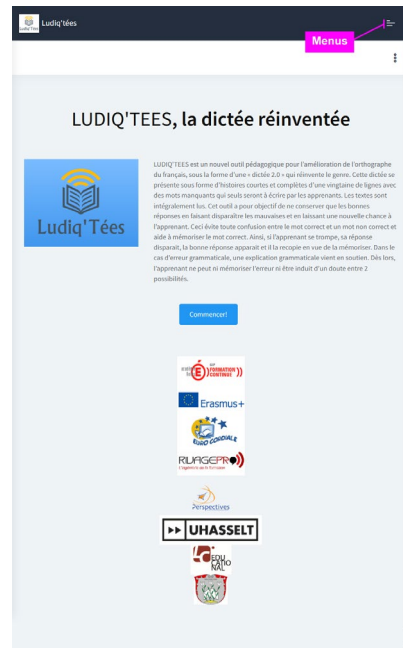 Ludiq'tées
Menus
LUDIQ'TEES, la dictée réinventée
Ludiq'Tées
LUDIQ'TEES est un nouvel outil pédagogique pour l'amélioration de l'orthographe
du français, sous la forme d'une « dictée 2.0 » qui réinvente le genre. Cette dictée se
présente sous forme d'histoires courtes et complètes d'une vingtaine de lignes avec
des mots manquants qui seuls seront à écrire par les apprenants. Les textes sont
intégralement lus. Cet outil a pour objectif de ne conserver que les bonnes
réponses en faisant disparaître les mauvaises et en laissant une nouvelle chance à
l'apprenant. Ceci évite toute confusion entre le mot correct et un mot non correct et
aide à mémoriser le mot correct. Ainsi, si l'apprenant se trompe, sa réponse
disparait, la bonne réponse apparait et il la recopie en vue de la mémoriser. Dans le
cas d'erreur grammaticale, une explication grammaticale vient en soutien. Dès lors,
l'apprenant ne peut ni mémoriser l'erreur ni être induit d'un doute entre 2
possibilités.
Commencer!
FORMATION
CONTINUE
Erasmus+
EURO CORDIALE
RIVAGEPRO
Perspectives
UHASSELT
EDU
CATIO
NAL